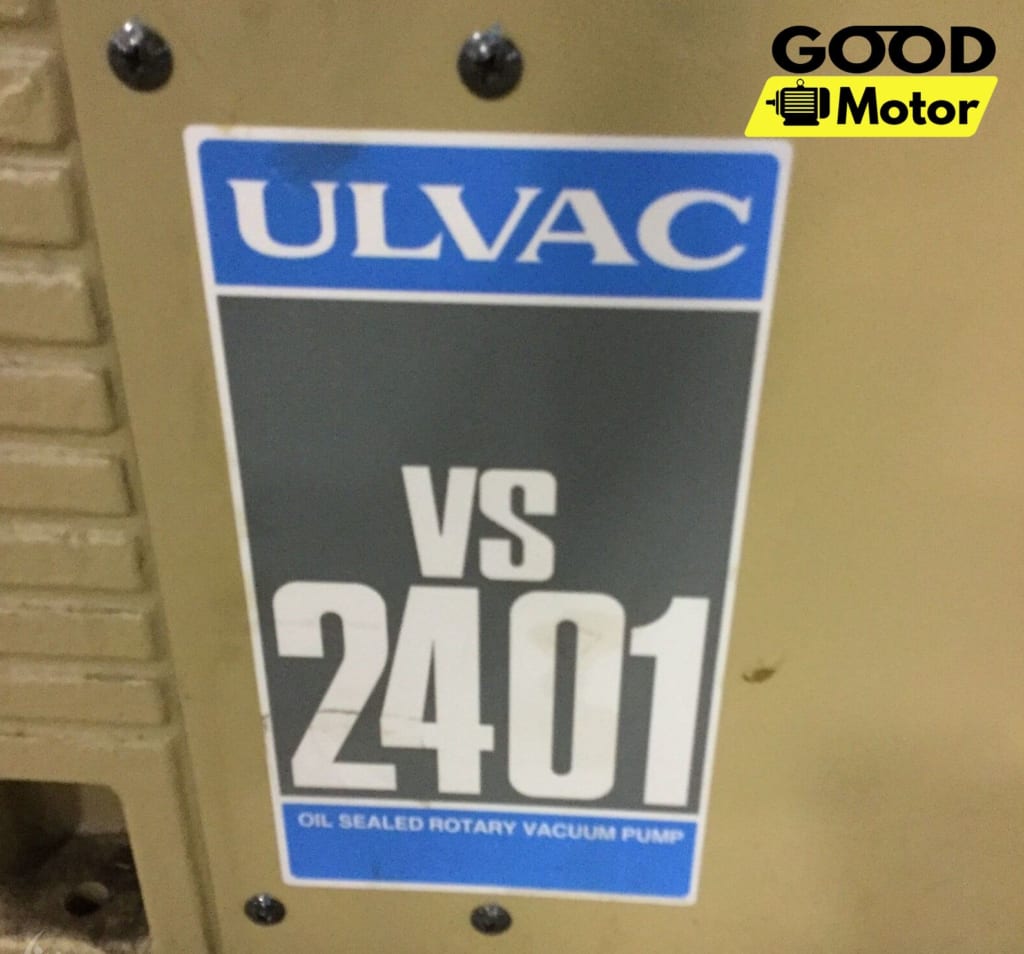 GOOD
Motor
ULVAC
VS
2401
OIL SEALED ROTARY VACUUM PUMP